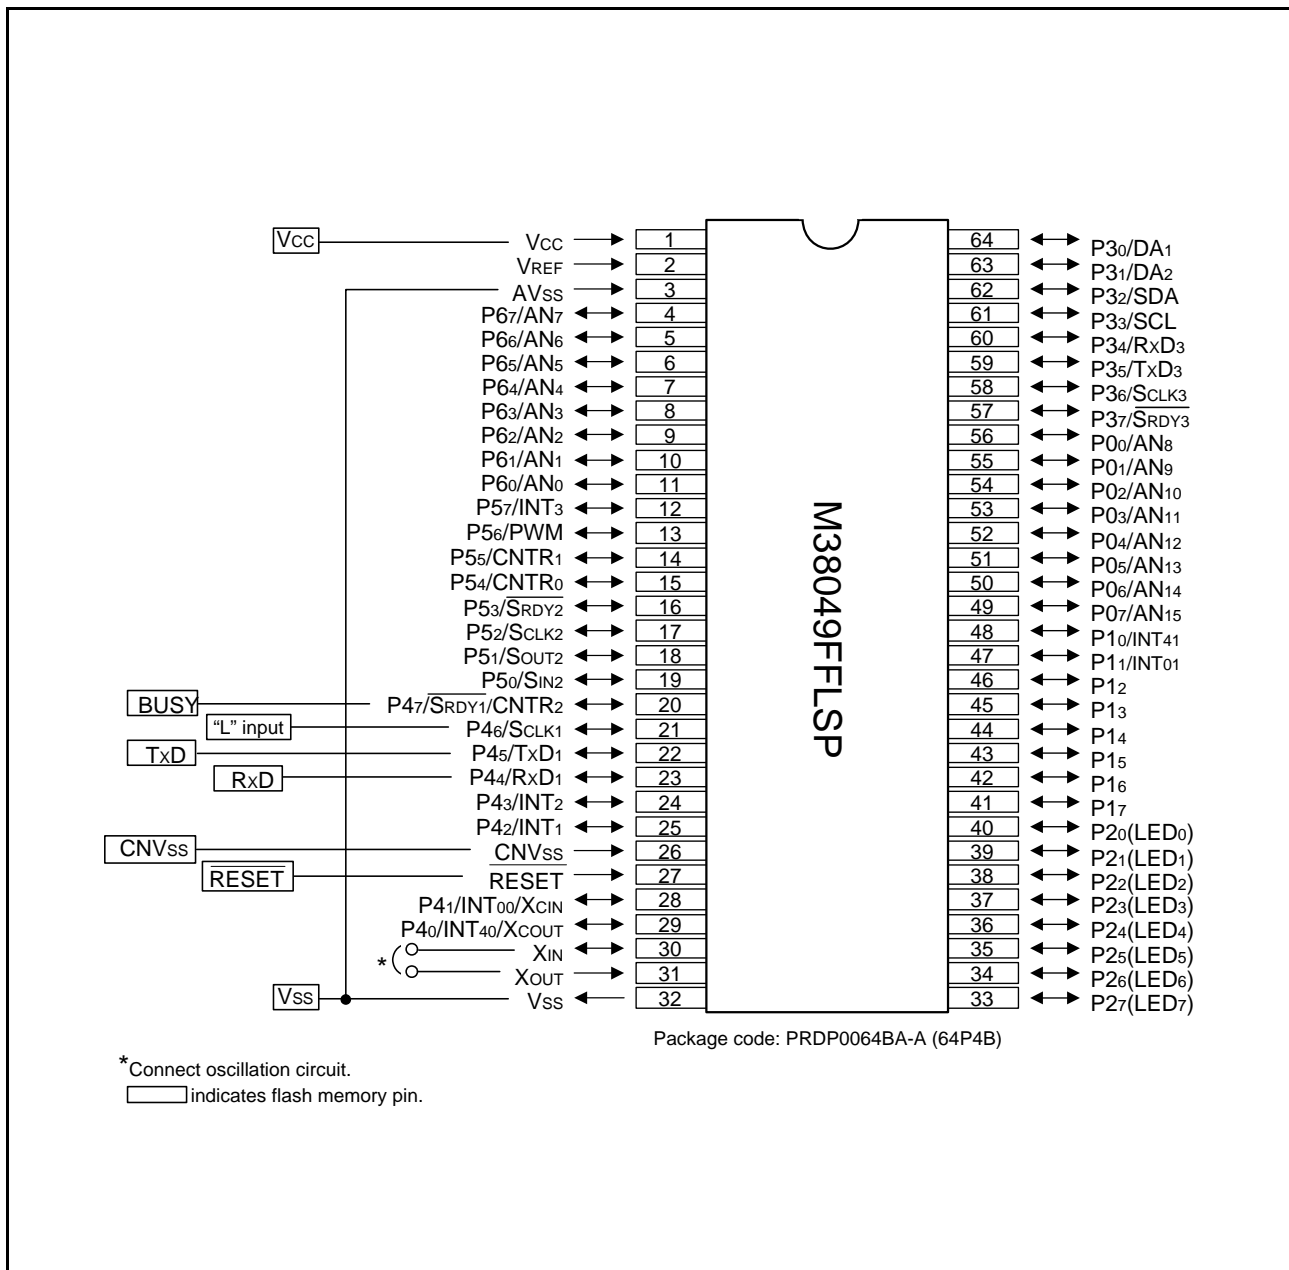 Vcc
Vcc 1 64 P30/DA1
VREF 2 63 P31/DA2
AVss 3 62 P32/SDA
P67/AN7 4 61 P33/SCL
P66/AN6 5 60 P34/RxD3
P65/AN5 6 59 P35/TxD3
P64/AN4 7 58 P36/SCLK3
P63/AN3 8 57 P37/SRDY3
P62/AN2 9 56 P00/AN8
P61/AN1 10 55 P01/AN9
P60/AN0 11 54 P02/AN10
P57/INT3 12 53 P03/AN11
P56/PWM 13 52 P04/AN12
P55/CNTR1 14 51 P05/AN13
P54/CNTR0 15 50 P06/AN14
P53/SRDY2 16 49 P07/AN15
P52/SCLK2 17 48 P10/INT41
P51/SOUT2 18 47 P11/INT01
P50/SIN2 19 46 P12
BUSY P47/SRDY1/CNTR2 20 45 P13
“L” input P46/SCLK1 21 44 P14
TxD P45/TxD1 22 43 P15
RxD P44/RxD1 23 42 P16
P43/INT2 24 41 P17
P42/INT1 25 40 P20(LED0)
CNVss CNVss 26 39 P21(LED1)
RESET RESET 27 38 P22(LED2)
P41/INT00/XCIN 28 37 P23(LED3)
P40/INT40/XCOUT 29 36 P24(LED4)
* XIN 30 35 P25(LED5)
XOUT 31 34 P26(LED6)
Vss Vss 32 33 P27(LED7)
M38049FFLSP
Package code: PRDP0064BA-A (64P4B)
*Connect oscillation circuit.
indicates flash memory pin.